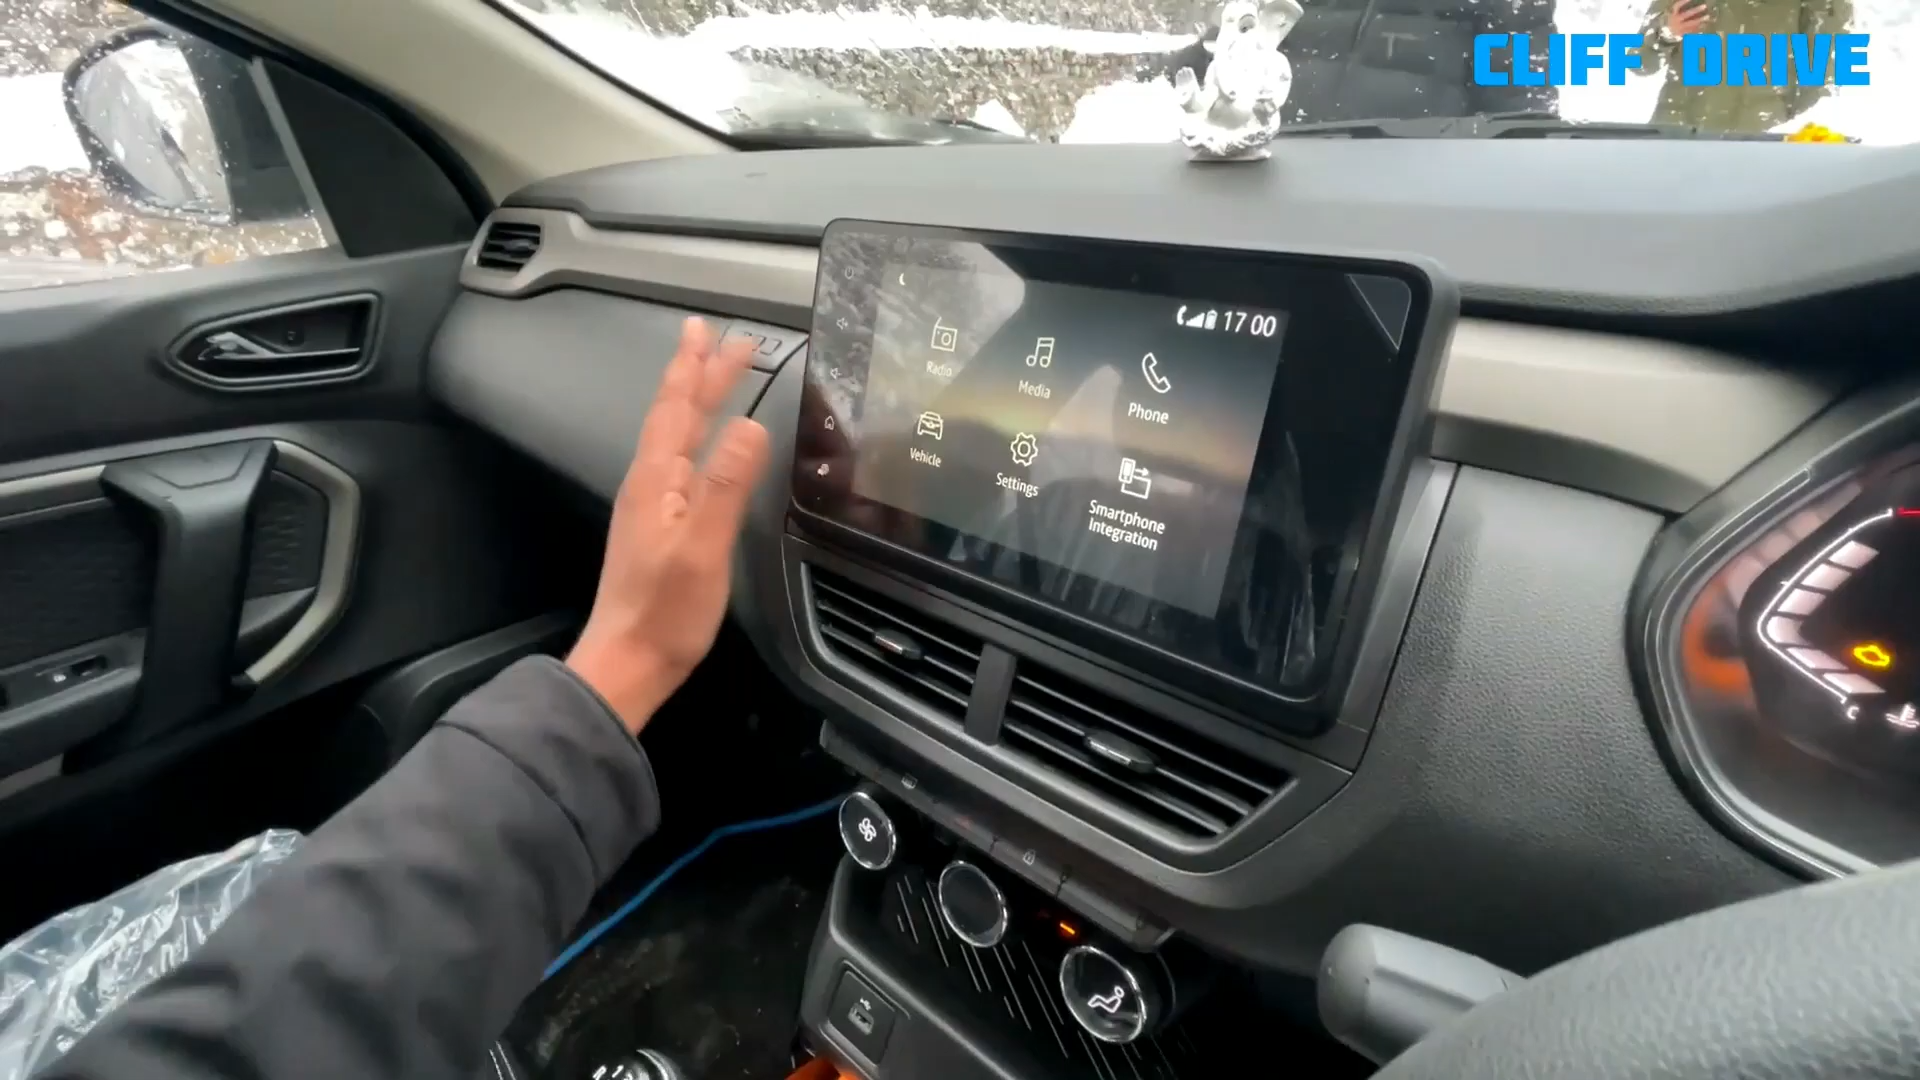 CLIFF DRIVE
17 00
Radio
Media
Phone
Vehicle
Settings
Smartphone
Integration
C